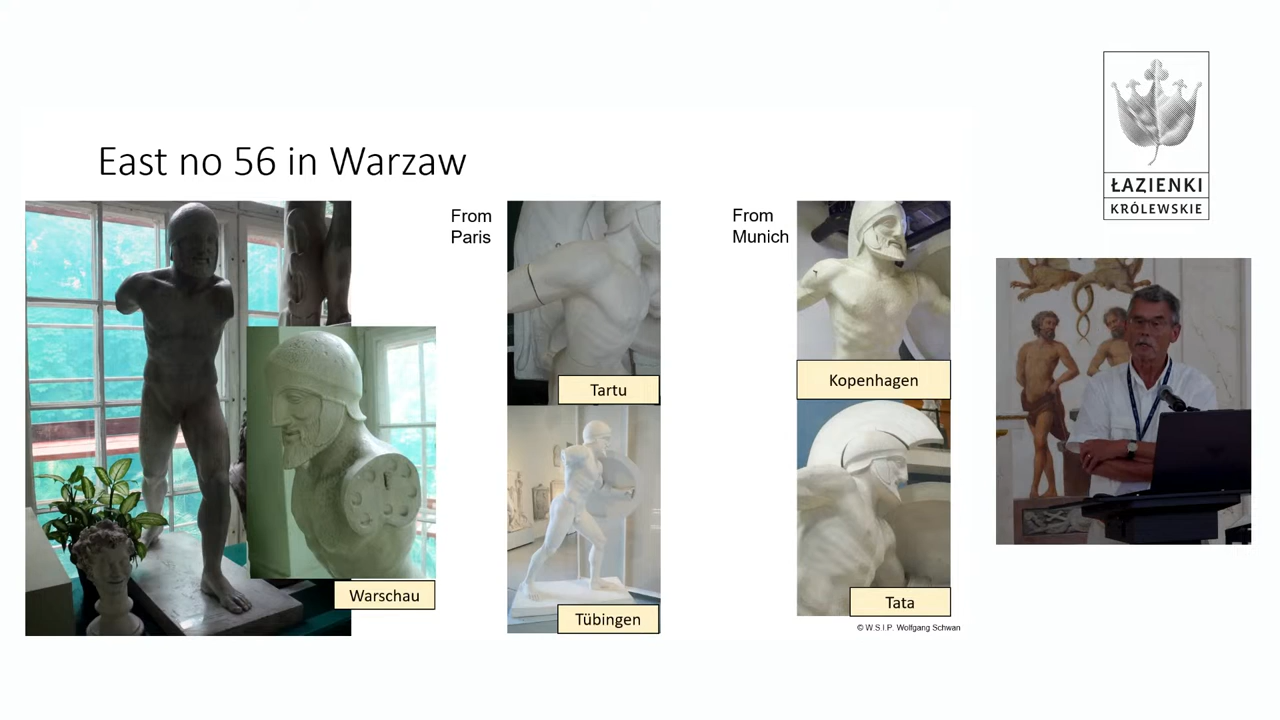 East no 56 in Warzaw
Warschau
From
Paris
Tartu
Tübingen
From
Munich
Kopenhagen
Tata
© W.S.I.P. Wolfgang Schwan
ŁAZIENKI
KRÓLEWSKIE